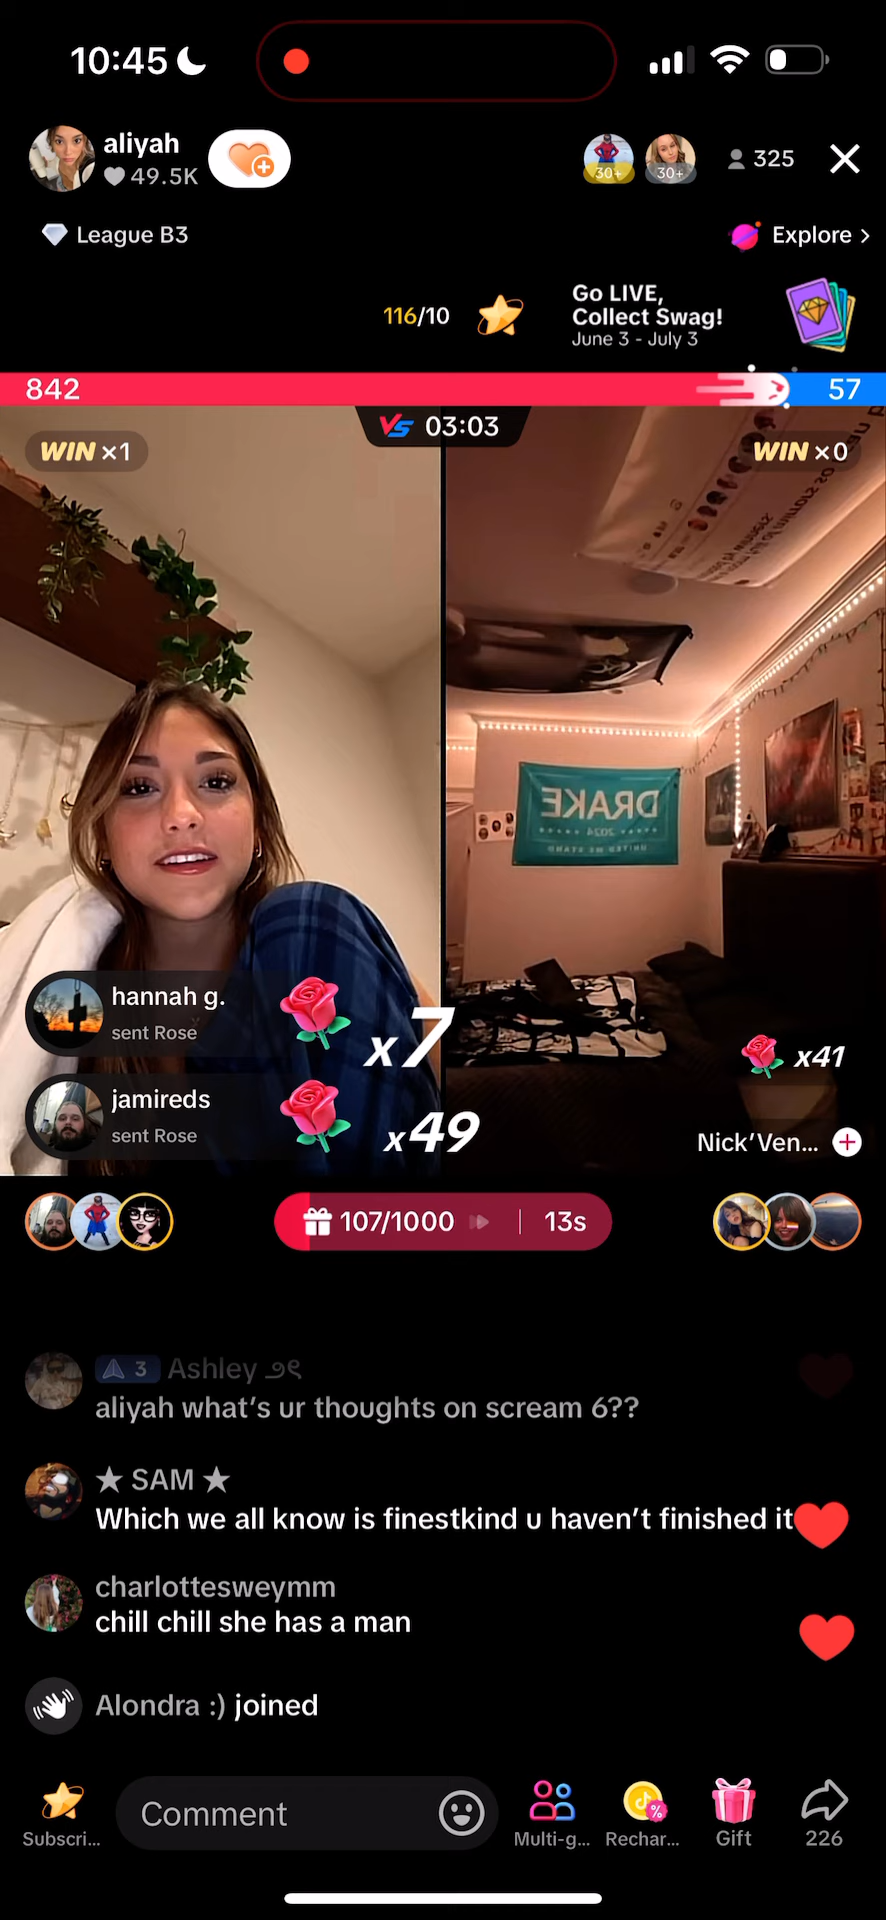 10:45
aliyah
49.5K
30+
30+
325
League B3
Explore >
116/10
Go LIVE,
Collect Swag!
June 3 - July 3
842
57
VS 03:03
WIN x1
WIN x0
DRAKE
2024
hannah g.
sent Rose
x7
jamireds
sent Rose
x49
x41
Nick'Ven...
107/1000
13s
3 Ashley ୨୧
aliyah what's ur thoughts on scream 6??
★ SAM ★
Which we all know is finestkind u haven't finished it
charlottesweymm
chill chill she has a man
Alondra :) joined
Subscri...
Comment
Multi-g...
Rechar...
Gift
226